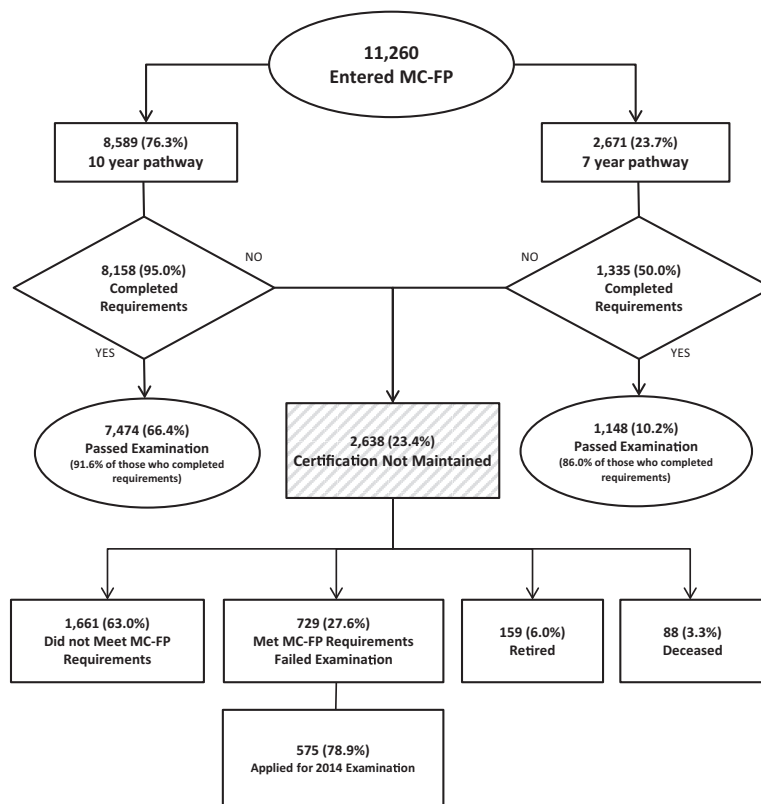 11,260
Entered MC-FP
8,589 (76.3%)
10 year pathway
2,671 (23.7%)
7 year pathway
NO
8,158 (95.0%)
Completed
Requirements
NO
1,335 (50.0%)
Completed
Requirements
YES
YES
7,474 (66.4%)
Passed Examination
(91.6% of those who completed
requirements)
2,638 (23.4%)
Certification Not Maintained
1,148 (10.2%)
Passed Examination
(86.0% of those who completed
requirements)
1,661 (63.0%)
Did not Meet MC-FP
Requirements
729 (27.6%)
Met MC-FP Requirements
Failed Examination
159 (6.0%)
Retired
88 (3.3%)
Deceased
575 (78.9%)
Applied for 2014 Examination